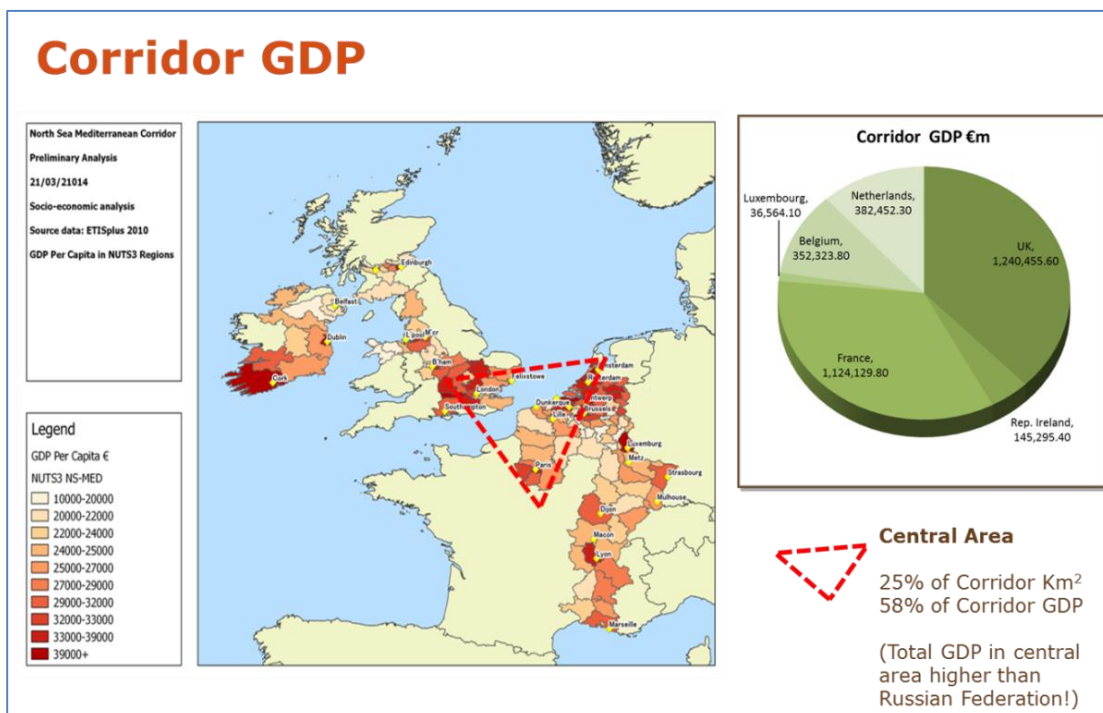 Corridor GDP
North Sea Mediterranean Corridor
Preliminary Analysis
21/03/21014
Socio-economic analysis
Source data: ETISplus 2010
GDP Per Capita in NUTS3 Regions
Legend
GDP Per Capita €
NUTS3 NS-MED
10000-20000
20000-22000
22000-24000
24000-25000
25000-27000
27000-29000
29000-32000
32000-33000
33000-39000
39000+
Edinburgh
Belfast
Dublin
Cork
L'pool
M'cr
B'ham
Felixstowe
London
Southampton
Amsterdam
Rotterdam
Antwerp
Dunkerque
Brussels
Lille
Luxemburg
Metz
Paris
Strasbourg
Mulhouse
Dijon
Macon
Lyon
Marseille
Corridor GDP €m
Netherlands,
382,452.30
Luxembourg,
36,564.10
Belgium,
352,323.80
UK,
1,240,455.60
France,
1,124,129.80
Rep. Ireland,
145,295.40
Central Area
25% of Corridor Km²
58% of Corridor GDP
(Total GDP in central
area higher than
Russian Federation!)